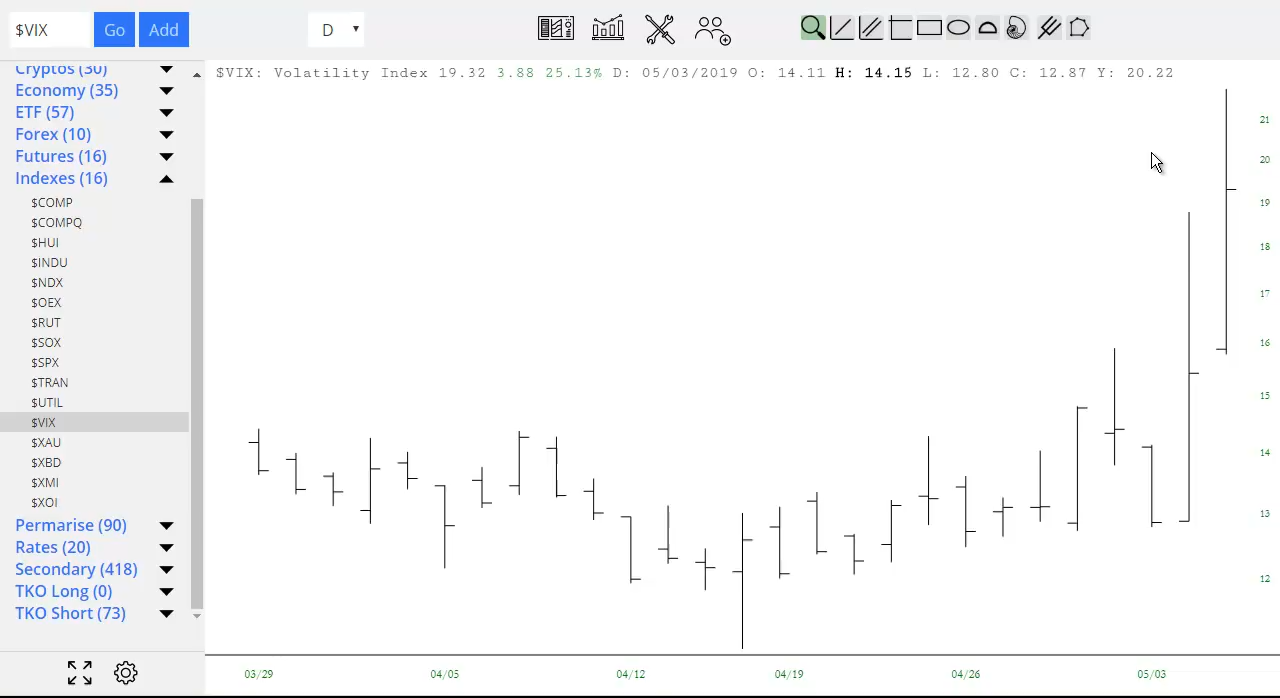 $VIX Go Add D
$VIX: Volatility Index 19.32 3.88 25.13% D: 05/03/2019 O: 14.11 H: 14.15 L: 12.80 C: 12.87 Y: 20.22
Cryptos (30)
Economy (35)
ETF (57)
Forex (10)
Futures (16)
Indexes (16)
$COMP
$COMPQ
$HUI
$INDU
$NDX
$OEX
$RUT
$SOX
$SPX
$TRAN
$UTIL
$VIX
$XAU
$XBD
$XMI
$XOI
Permarise (90)
Rates (20)
Secondary (418)
TKO Long (0)
TKO Short (73)
21
20
19
18
17
16
15
14
13
12
03/29 04/05 04/12 04/19 04/26 05/03